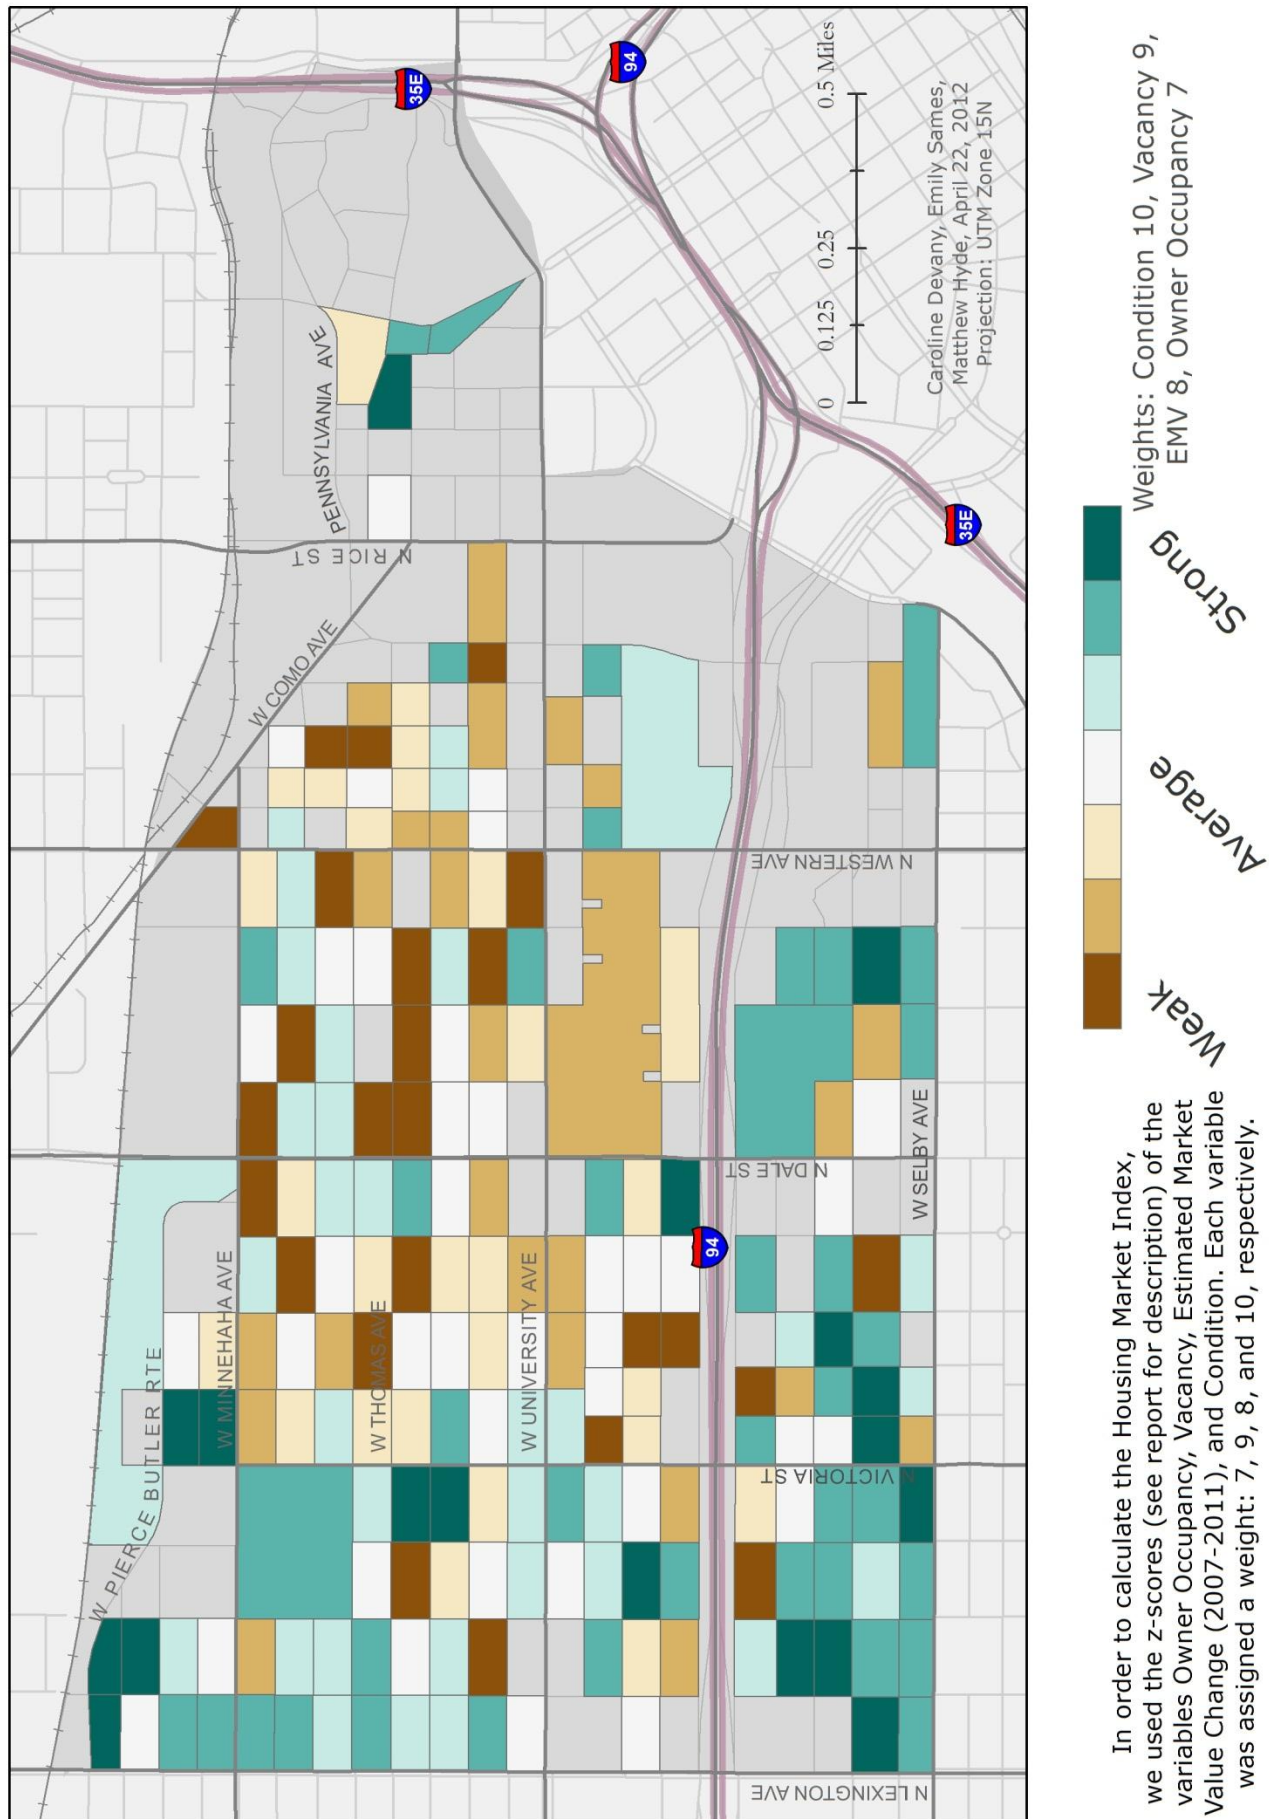 W PIERCE BUTLER RTE
W MINNEHAHA AVE
W THOMAS AVE
W UNIVERSITY AVE
W COMO AVE
PENNSYLVANIA AVE
N RICE ST
N WESTERN AVE
N DALE ST
N VICTORIA ST
N LEXINGTON AVE
W SELBY AVE
35E
94
94
35E
0
0.125
0.25
0.5 Miles
Caroline Devany, Emily Sames,
Matthew Hyde, April 22, 2012
Projection: UTM Zone 15N
In order to calculate the Housing Market Index,
we used the z-scores (see report for description) of the
variables Owner Occupancy, Vacancy, Estimated Market
Value Change (2007-2011), and Condition. Each variable
was assigned a weight: 7, 9, 8, and 10, respectively.
Weak
Average
Strong
Weights: Condition 10, Vacancy 9,
EMV 8, Owner Occupancy 7